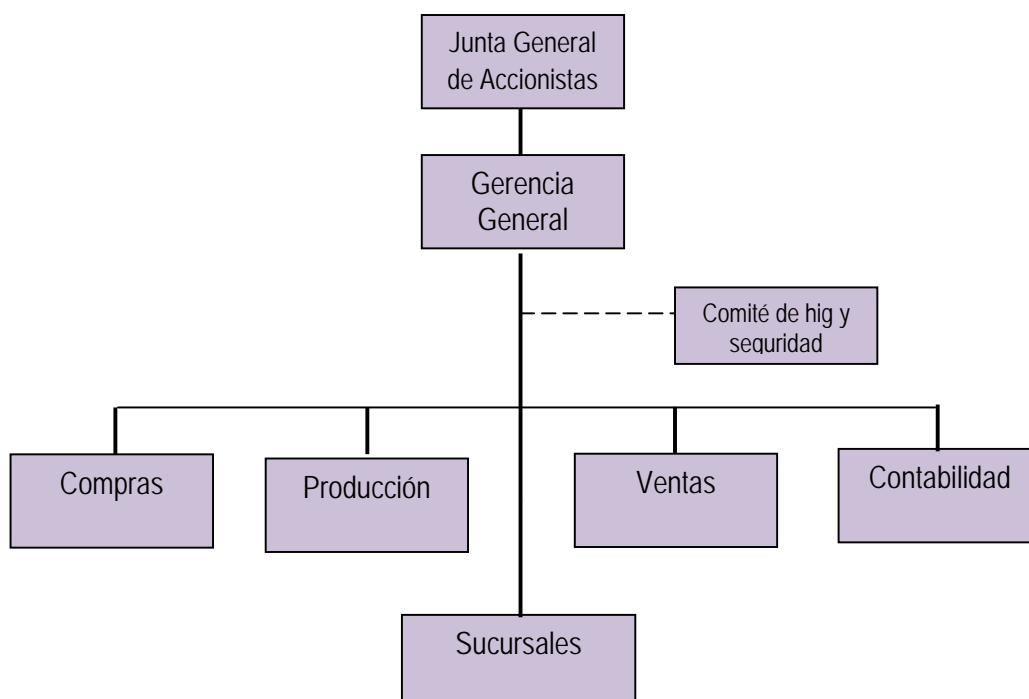 Junta General
de Accionistas
Gerencia
General
Comité de hig y
seguridad
Compras
Producción
Ventas
Contabilidad
Sucursales